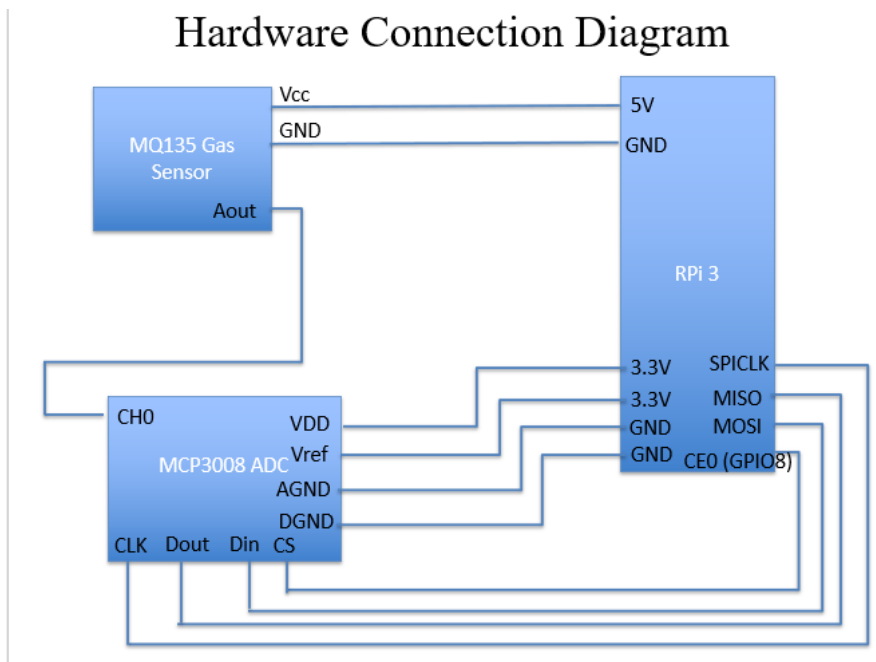 Hardware Connection Diagram
Vcc
5V
GND
GND
MQ135 Gas
Sensor
Aout
RPi 3
3.3V
SPICLK
3.3V
MISO
GND
MOSI
GND
CE0 (GPIO8)
CH0
VDD
MCP3008 ADC
Vref
AGND
DGND
CLK
Dout
Din
CS